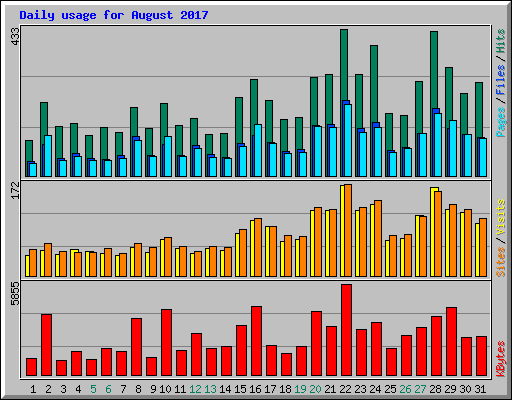 Daily usage for August 2017
433
Pages / Files / Hits
172
Sites / Visits
5855
KBytes
1 2 3 4 5 6 7 8 9 10 11 12 13 14 15 16 17 18 19 20 21 22 23 24 25 26 27 28 29 30 31